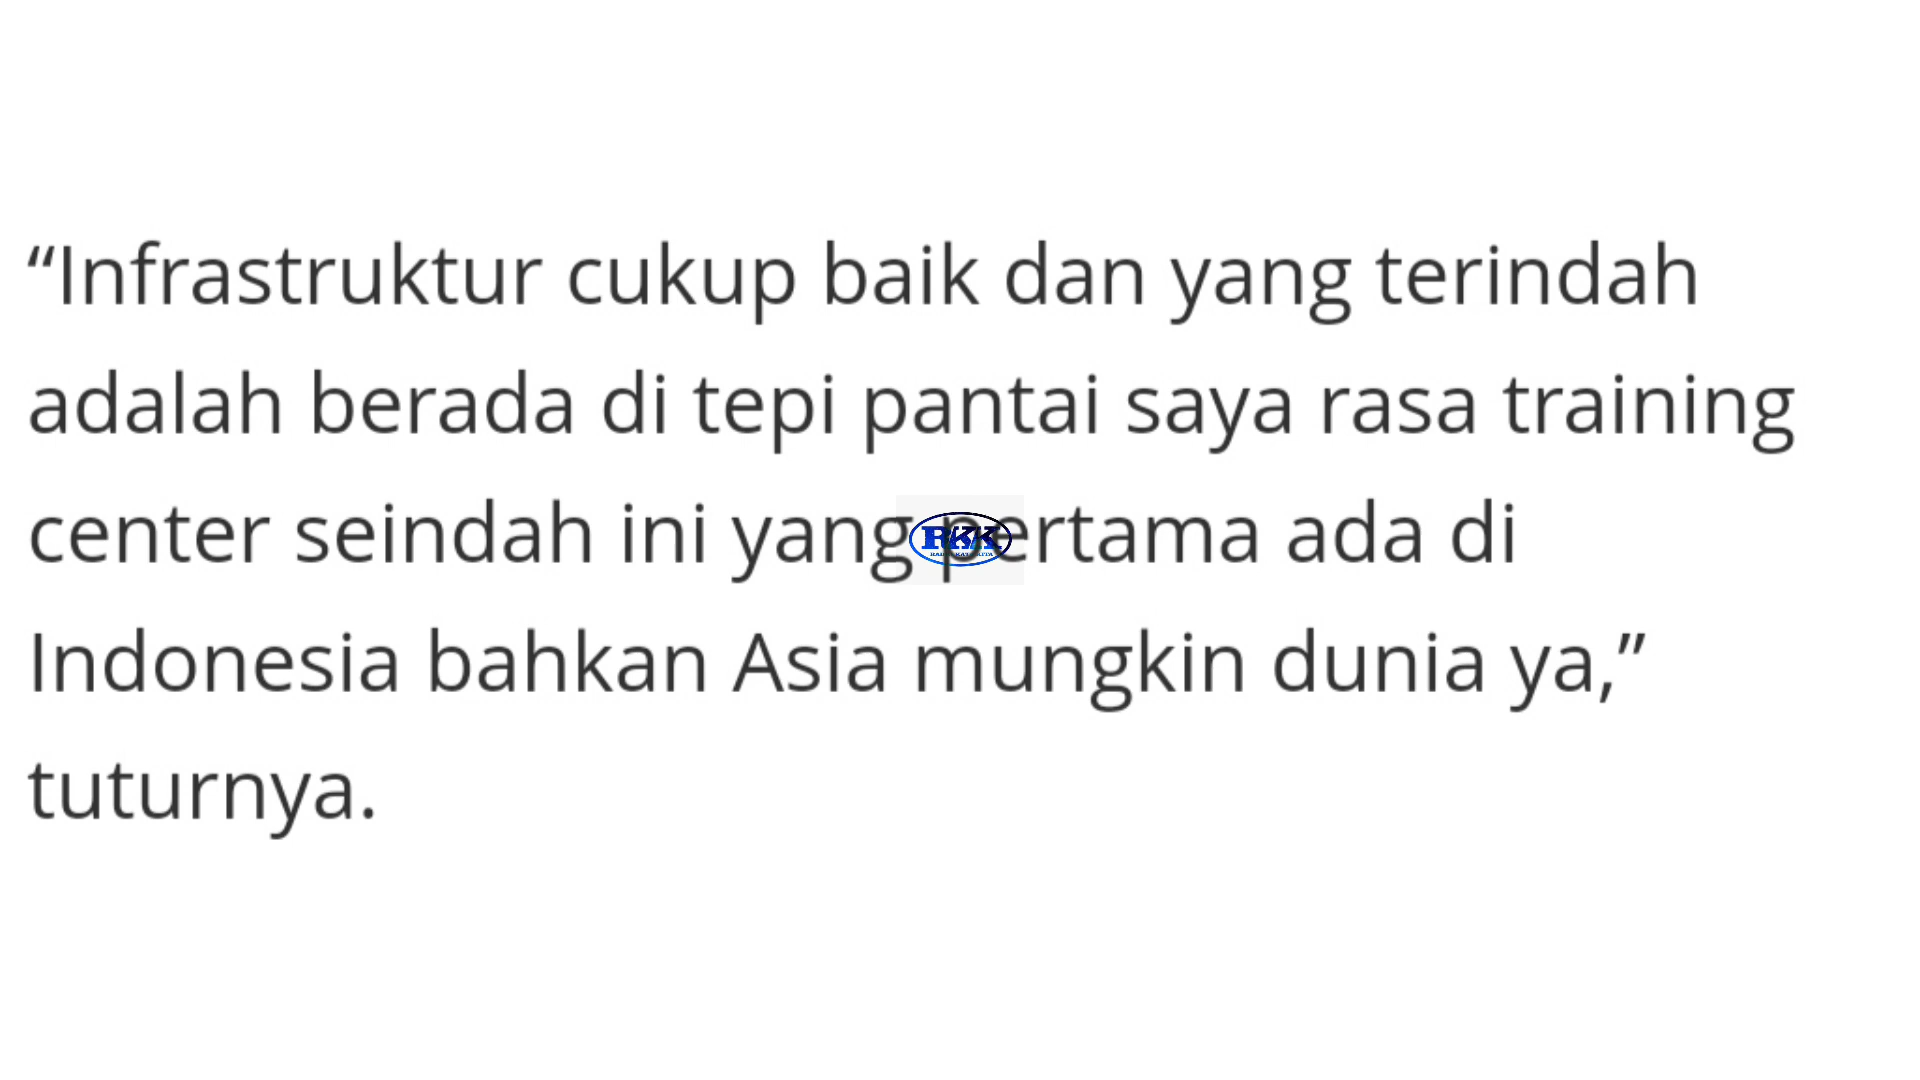 “Infrastruktur cukup baik dan yang terindah
adalah berada di tepi pantai saya rasa training
center seindah ini yang pertama ada di
RKK
Indonesia bahkan Asia mungkin dunia ya,”
tuturnya.